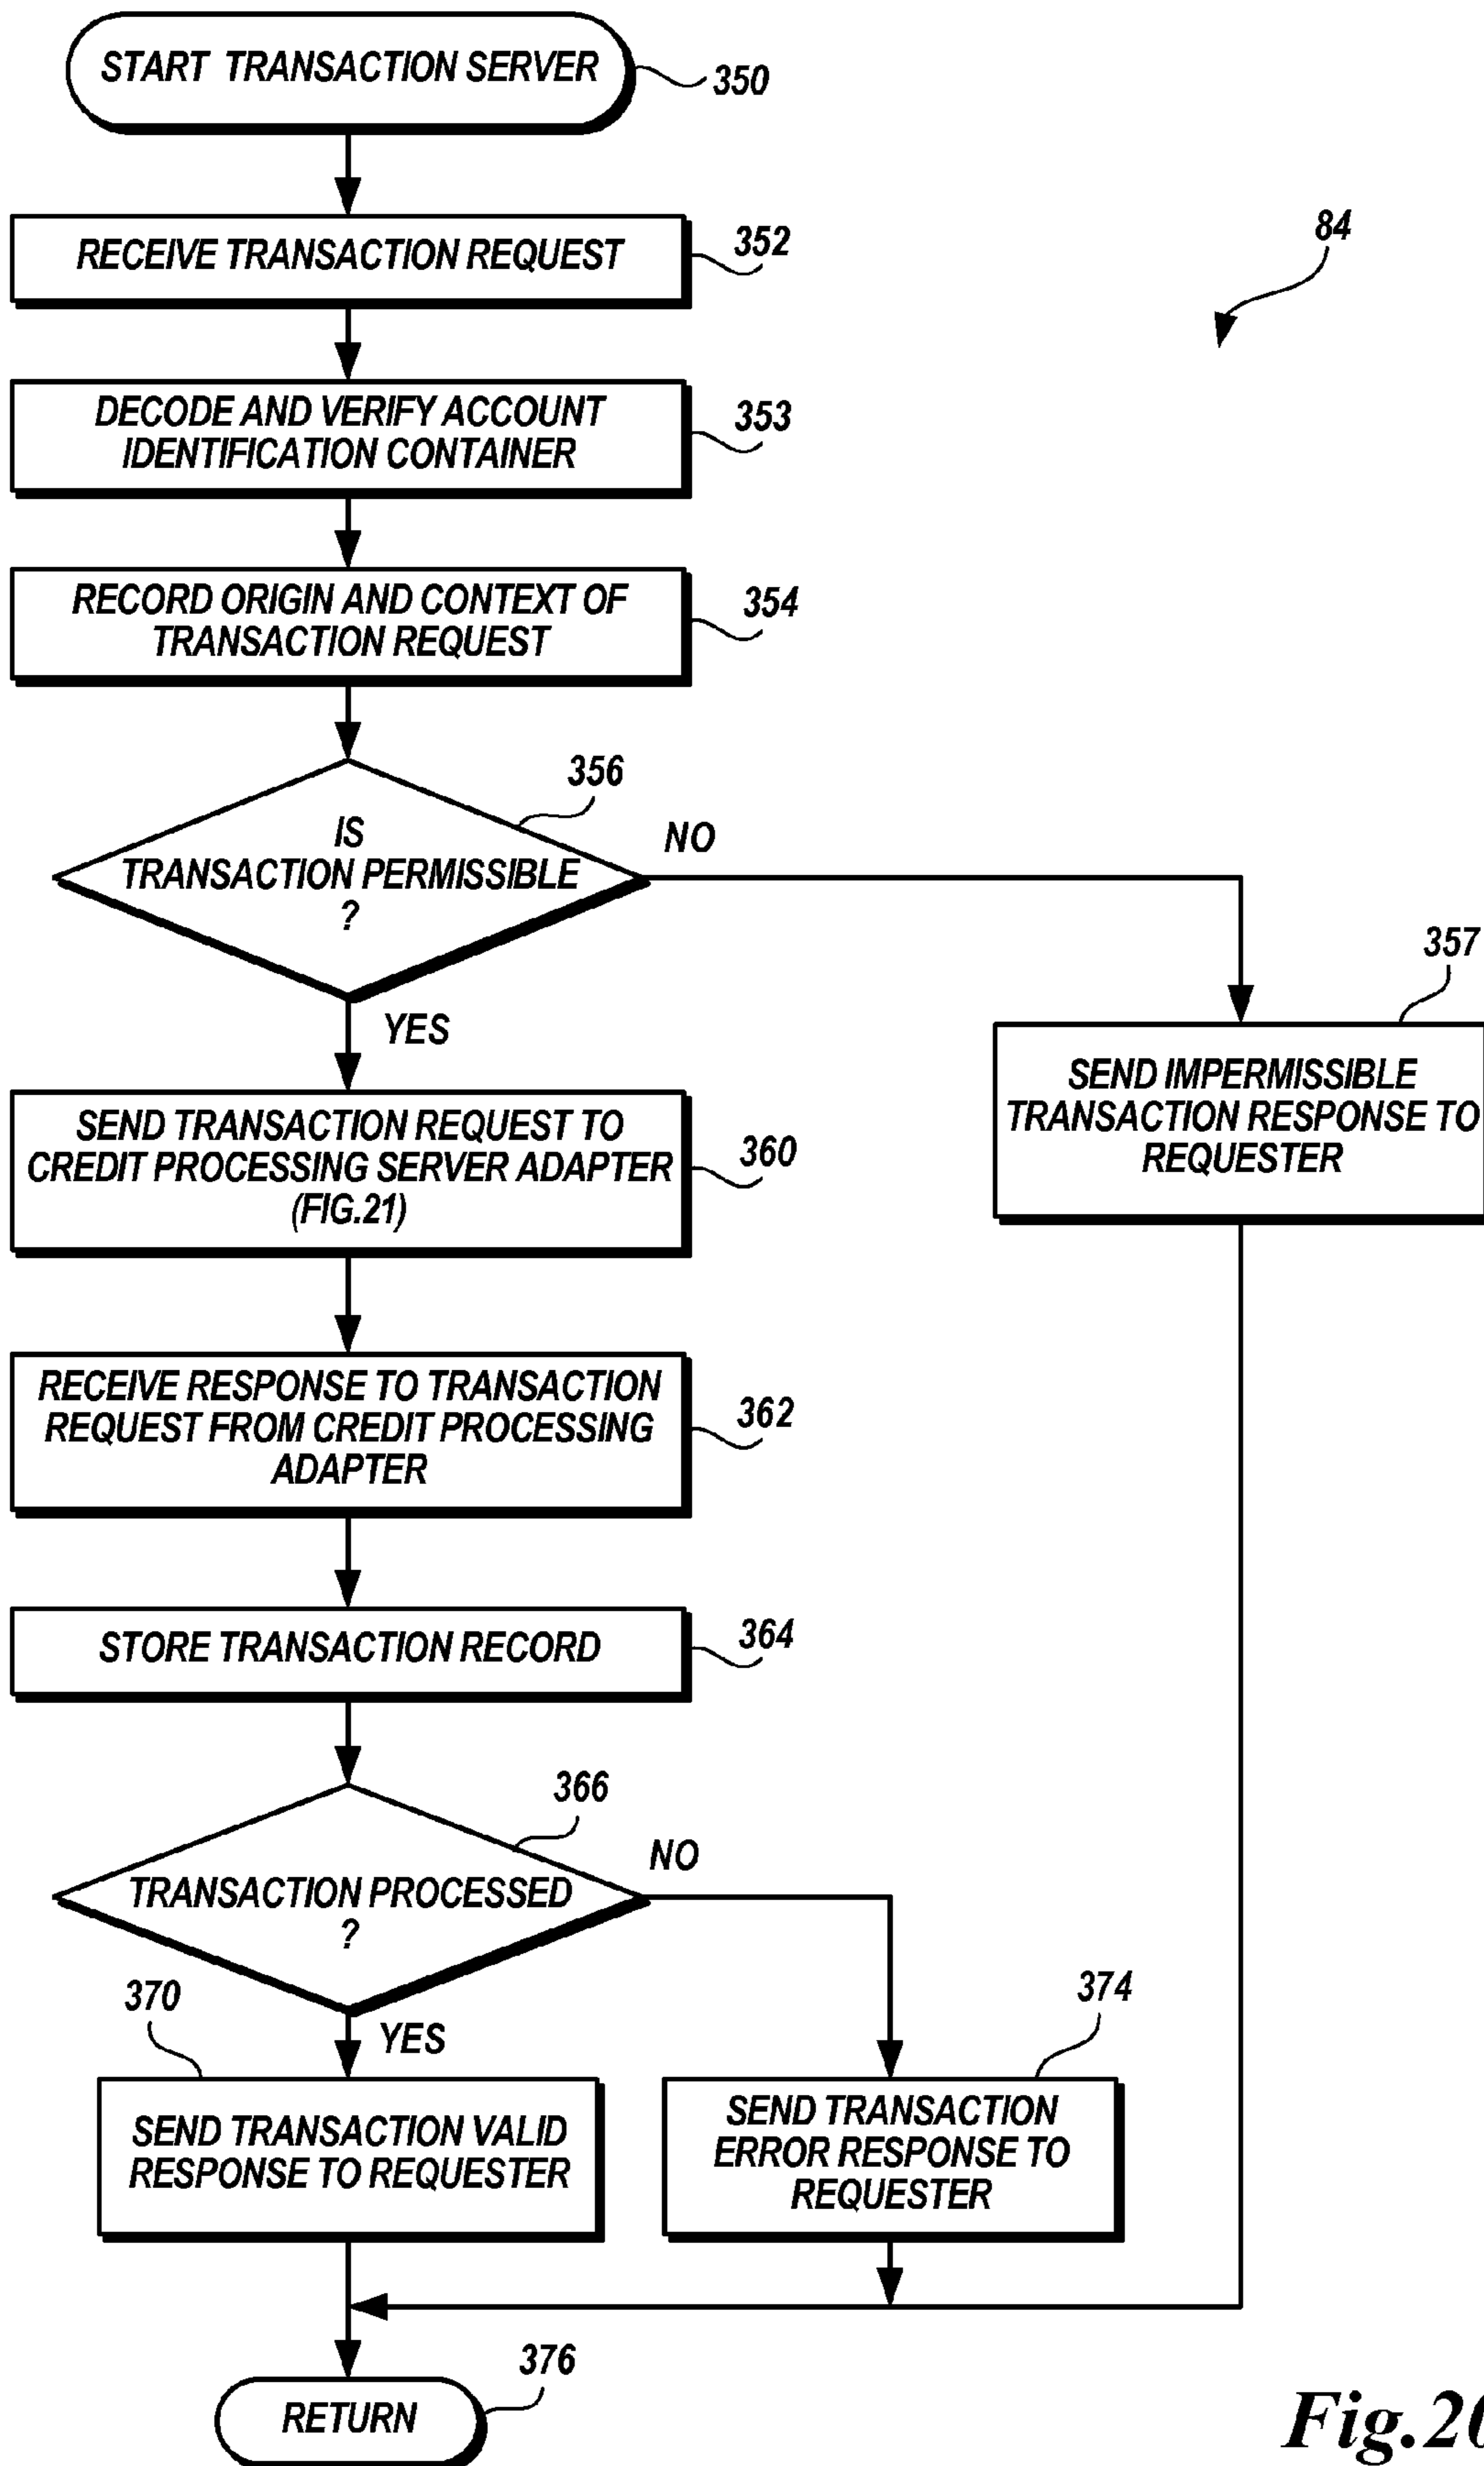 START TRANSACTION SERVER
350
RECEIVE TRANSACTION REQUEST
352
84
DECODE AND VERIFY ACCOUNT
IDENTIFICATION CONTAINER
353
RECORD ORIGIN AND CONTEXT OF
TRANSACTION REQUEST
354
356
IS
TRANSACTION PERMISSIBLE
?
NO
YES
357
SEND IMPERMISSIBLE
TRANSACTION RESPONSE TO
REQUESTER
SEND TRANSACTION REQUEST TO
CREDIT PROCESSING SERVER ADAPTER
(FIG.21)
360
RECEIVE RESPONSE TO TRANSACTION
REQUEST FROM CREDIT PROCESSING
ADAPTER
362
STORE TRANSACTION RECORD
364
366
TRANSACTION PROCESSED
?
NO
YES
370
SEND TRANSACTION VALID
RESPONSE TO REQUESTER
374
SEND TRANSACTION
ERROR RESPONSE TO
REQUESTER
RETURN
376
Fig.20